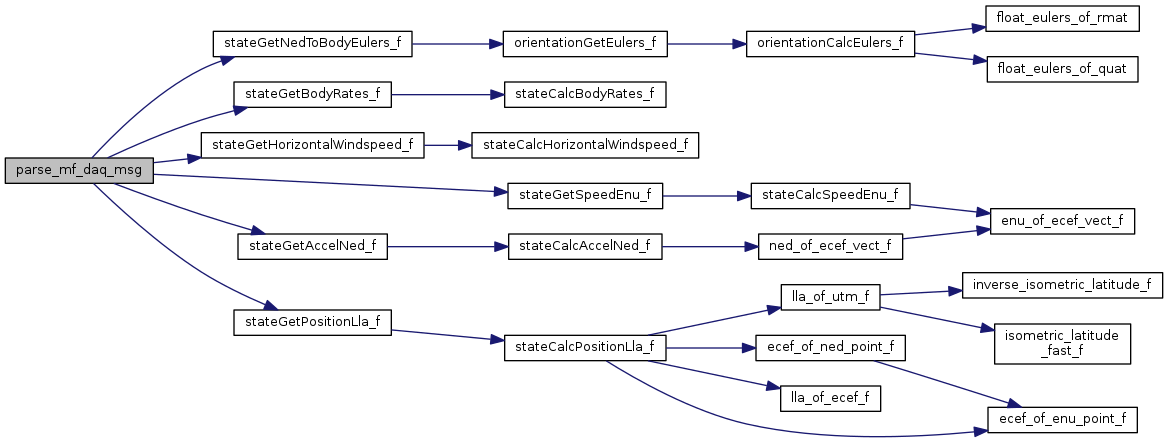 float_eulers_of_rmat
stateGetNedToBodyEulers_f
orientationGetEulers_f
orientationCalcEulers_f
float_eulers_of_quat
stateGetBodyRates_f
stateCalcBodyRates_f
stateGetHorizontalWindspeed_f
stateCalcHorizontalWindspeed_f
parse_mf_daq_msg
stateGetSpeedEnu_f
stateCalcSpeedEnu_f
enu_of_ecef_vect_f
stateGetAccelNed_f
stateCalcAccelNed_f
ned_of_ecef_vect_f
inverse_isometric_latitude_f
lla_of_utm_f
stateGetPositionLla_f
isometric_latitude
_fast_f
stateCalcPositionLla_f
ecef_of_ned_point_f
lla_of_ecef_f
ecef_of_enu_point_f